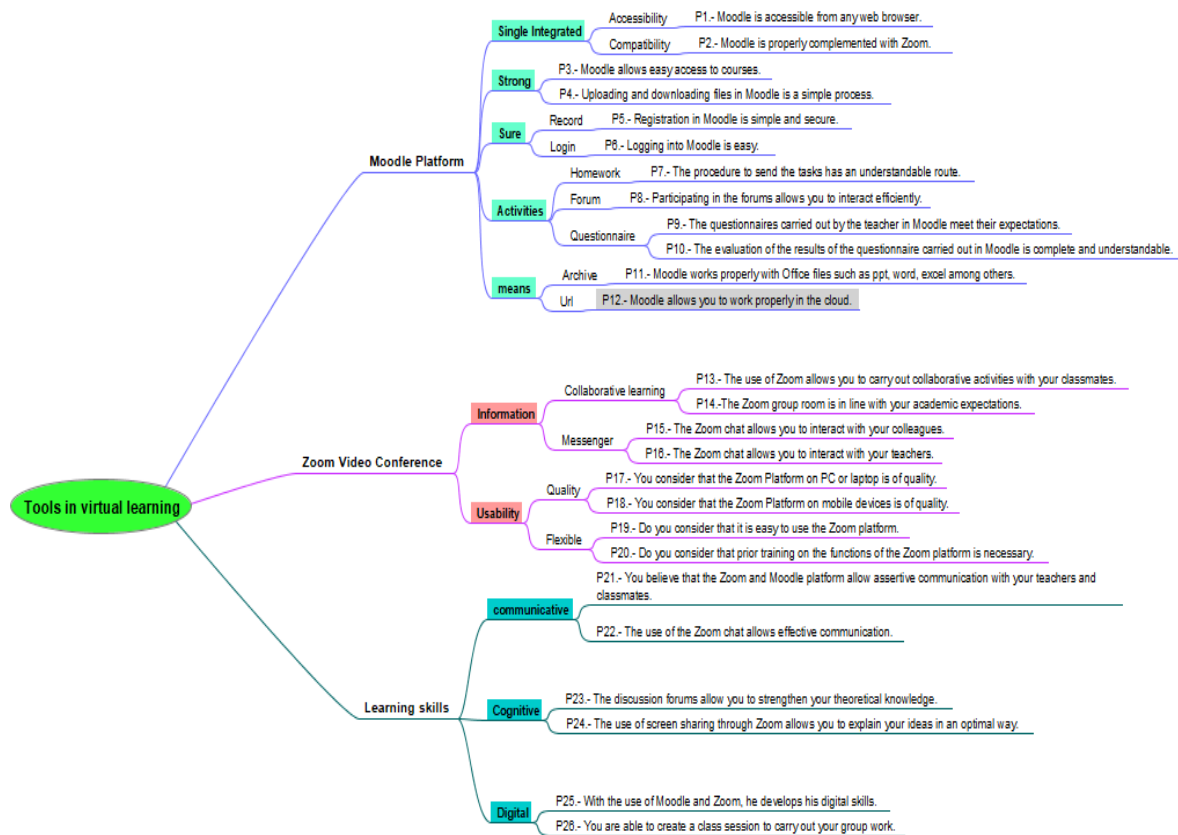 Tools in virtual learning
Moodle Platform
Single Integrated
Accessibility
P1.- Moodle is accessible from any web browser.
Compatibility
P2.- Moodle is properly complemented with Zoom.
Strong
P3.- Moodle allows easy access to courses.
P4.- Uploading and downloading files in Moodle is a simple process.
Sure
Record
P5.- Registration in Moodle is simple and secure.
Login
P6.- Logging into Moodle is easy.
Activities
Homework
P7.- The procedure to send the tasks has an understandable route.
Forum
P8.- Participating in the forums allows you to interact efficiently.
Questionnaire
P9.- The questionnaires carried out by the teacher in Moodle meet their expectations.
P10.- The evaluation of the results of the questionnaire carried out in Moodle is complete and understandable.
means
Archive
P11.- Moodle works properly with Office files such as ppt, word, excel among others.
Url
P12.- Moodle allows you to work properly in the cloud.
Zoom Video Conference
Information
Collaborative learning
P13.- The use of Zoom allows you to carry out collaborative activities with your classmates.
P14.-The Zoom group room is in line with your academic expectations.
Messenger
P15.- The Zoom chat allows you to interact with your colleagues.
P16.- The Zoom chat allows you to interact with your teachers.
Usability
Quality
P17.- You consider that the Zoom Platform on PC or laptop is of quality.
P18.- You consider that the Zoom Platform on mobile devices is of quality.
Flexible
P19.- Do you consider that it is easy to use the Zoom platform.
P20.- Do you consider that prior training on the functions of the Zoom platform is necessary.
Learning skills
communicative
P21.- You believe that the Zoom and Moodle platform allow assertive communication with your teachers and
classmates.
P22.- The use of the Zoom chat allows effective communication.
Cognitive
P23.- The discussion forums allow you to strengthen your theoretical knowledge.
P24.- The use of screen sharing through Zoom allows you to explain your ideas in an optimal way.
Digital
P25.- With the use of Moodle and Zoom, he develops his digital skills.
P26.- You are able to create a class session to carry out your group work.